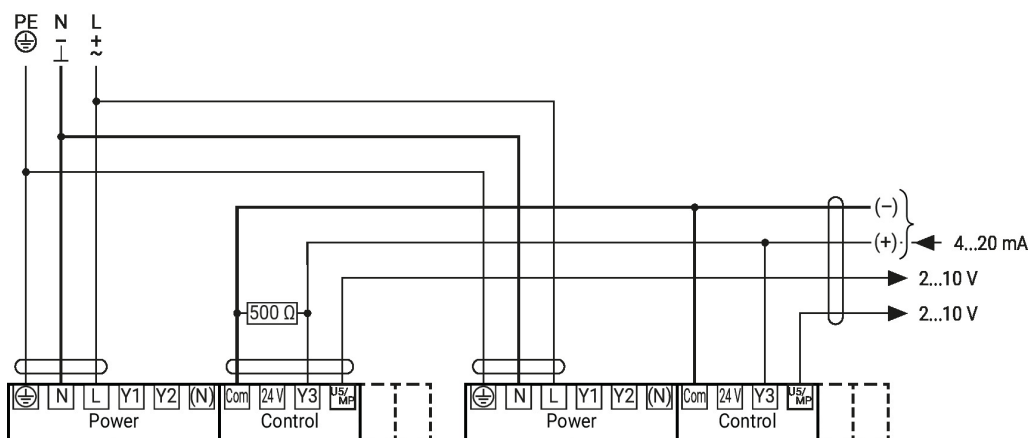 PE N L
– +
⊥ ~
(–)
(+) 4...20 mA
2...10 V
500 Ω 2...10 V
N L Y1 Y2 (N) Com 24 V Y3 U5/MP N L Y1 Y2 (N) Com 24 V Y3 U5/MP
Power Control Power Control